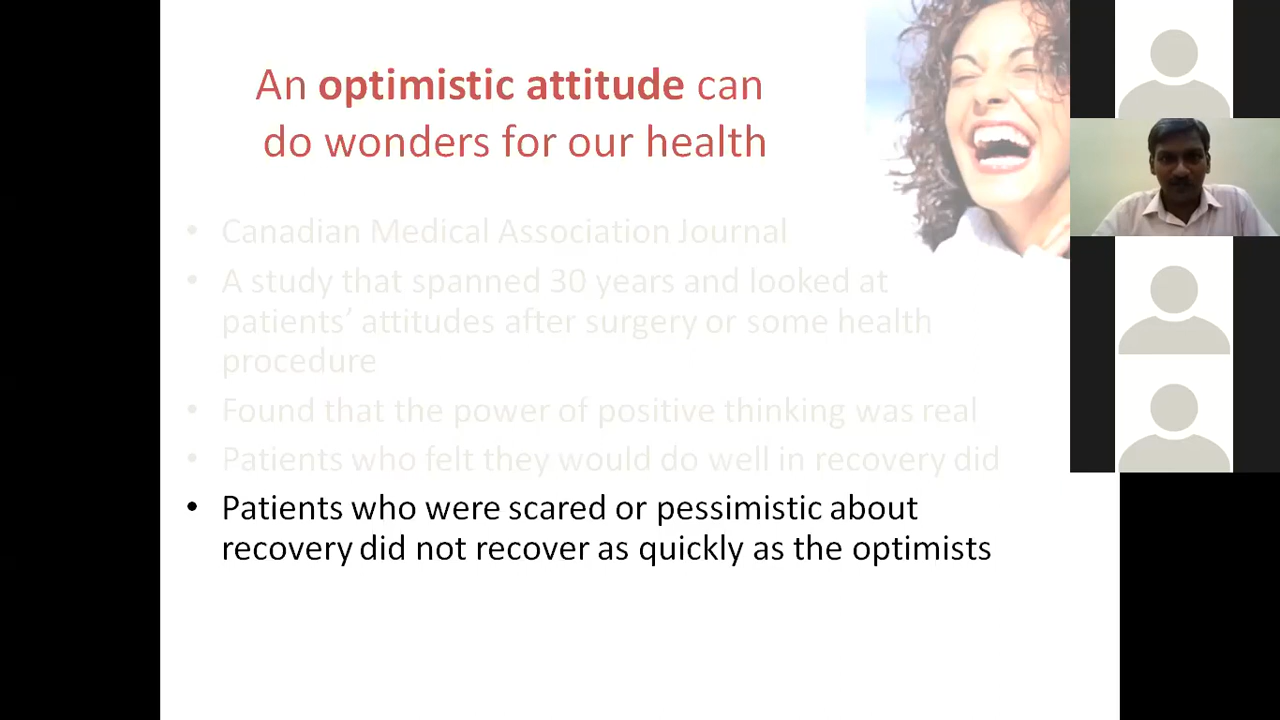 An optimistic attitude can
do wonders for our health
• Canadian Medical Association Journal
• A study that spanned 30 years and looked at
patients’ attitudes after surgery or some health
procedure
• Found that the power of positive thinking was real
• Patients who felt they would do well in recovery did
• Patients who were scared or pessimistic about
recovery did not recover as quickly as the optimists